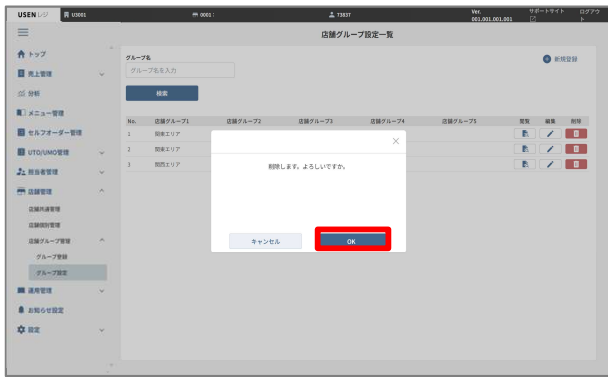 USEN レジ U3001 0001： 73837 Ver. 001.001.001.001 サポートサイト ログアウト
店舗グループ設定一覧
トップ
売上管理
分析
メニュー管理
セルフオーダー管理
UTO/UMO管理
担当者管理
店舗管理
店舗共通管理
店舗個別管理
店舗グループ管理
グループ登録
グループ設定
運用管理
お知らせ設定
設定
グループ名
グループ名を入力
新規登録
検索
No. 店舗グループ1 店舗グループ2 店舗グループ3 店舗グループ4 店舗グループ5 閲覧 編集 削除
1 関東エリア
2 関東エリア
3 関西エリア
削除します。よろしいですか。
キャンセル OK